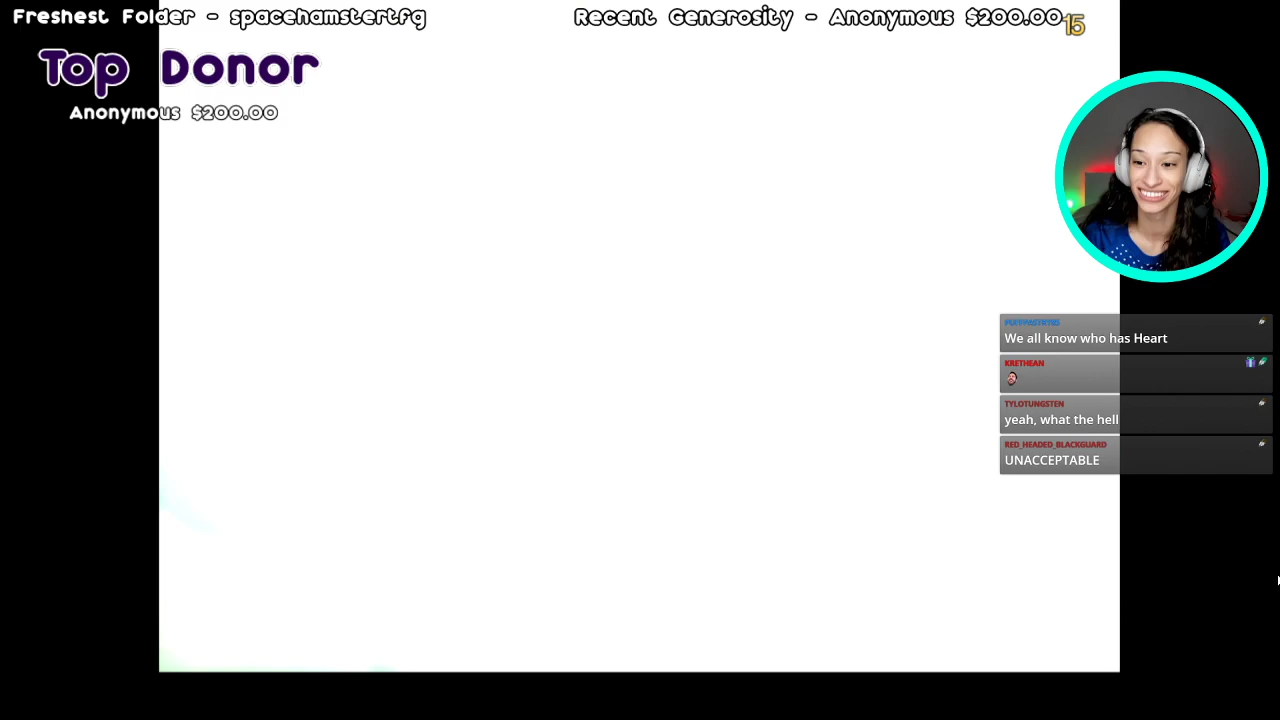 Freshest Folder - spacehamstertfg
Recent Generosity - Anonymous $200.00
15
Top Donor
Anonymous $200.00
We all know who has Heart
KRETHEAN
TYLOTUNGSTEN
yeah, what the hell
RED_HEADED_BLACKGUARD
UNACCEPTABLE